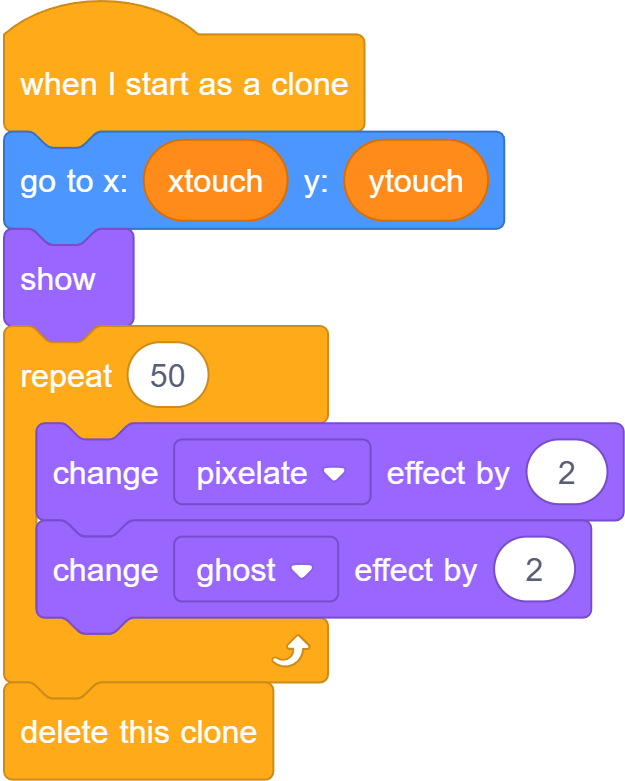 when I start as a clone
go to x: xtouch y: ytouch
show
repeat 50
change pixelate effect by 2
change ghost effect by 2
delete this clone